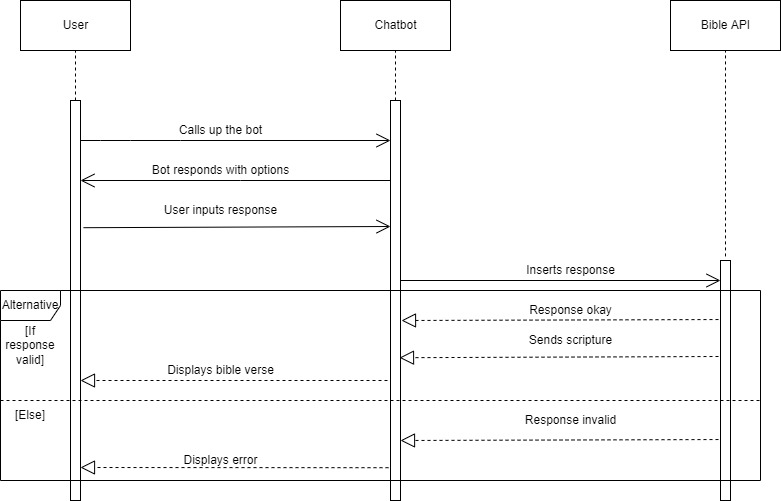 User
Chatbot
Bible API
Calls up the bot
Bot responds with options
User inputs response
Inserts response
Alternative
[If
response
valid]
Response okay
Sends scripture
Displays bible verse
[Else]
Response invalid
Displays error